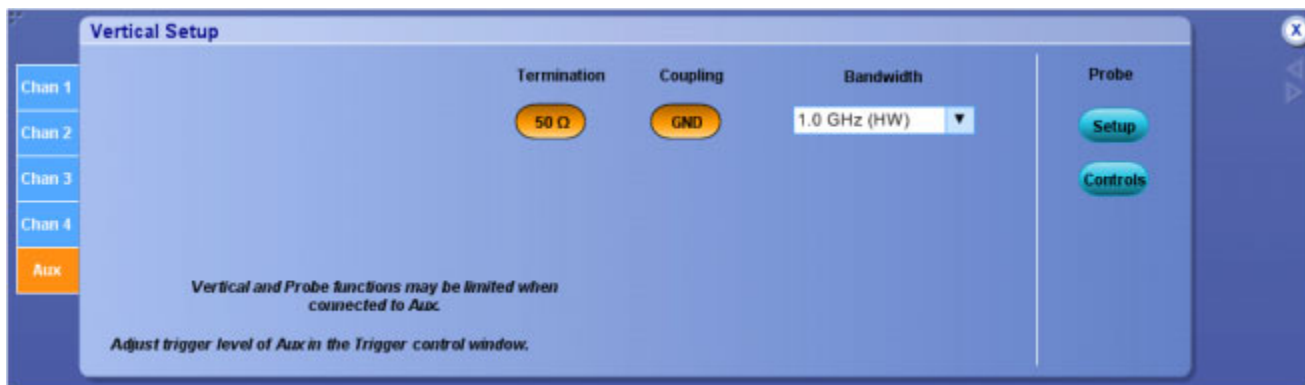 Vertical Setup
X
Chan 1
Chan 2
Chan 3
Chan 4
Aux
Termination
50 Ω
Coupling
GND
Bandwidth
1.0 GHz (HW)
Probe
Setup
Controls
Vertical and Probe functions may be limited when
connected to Aux.
Adjust trigger level of Aux in the Trigger control window.